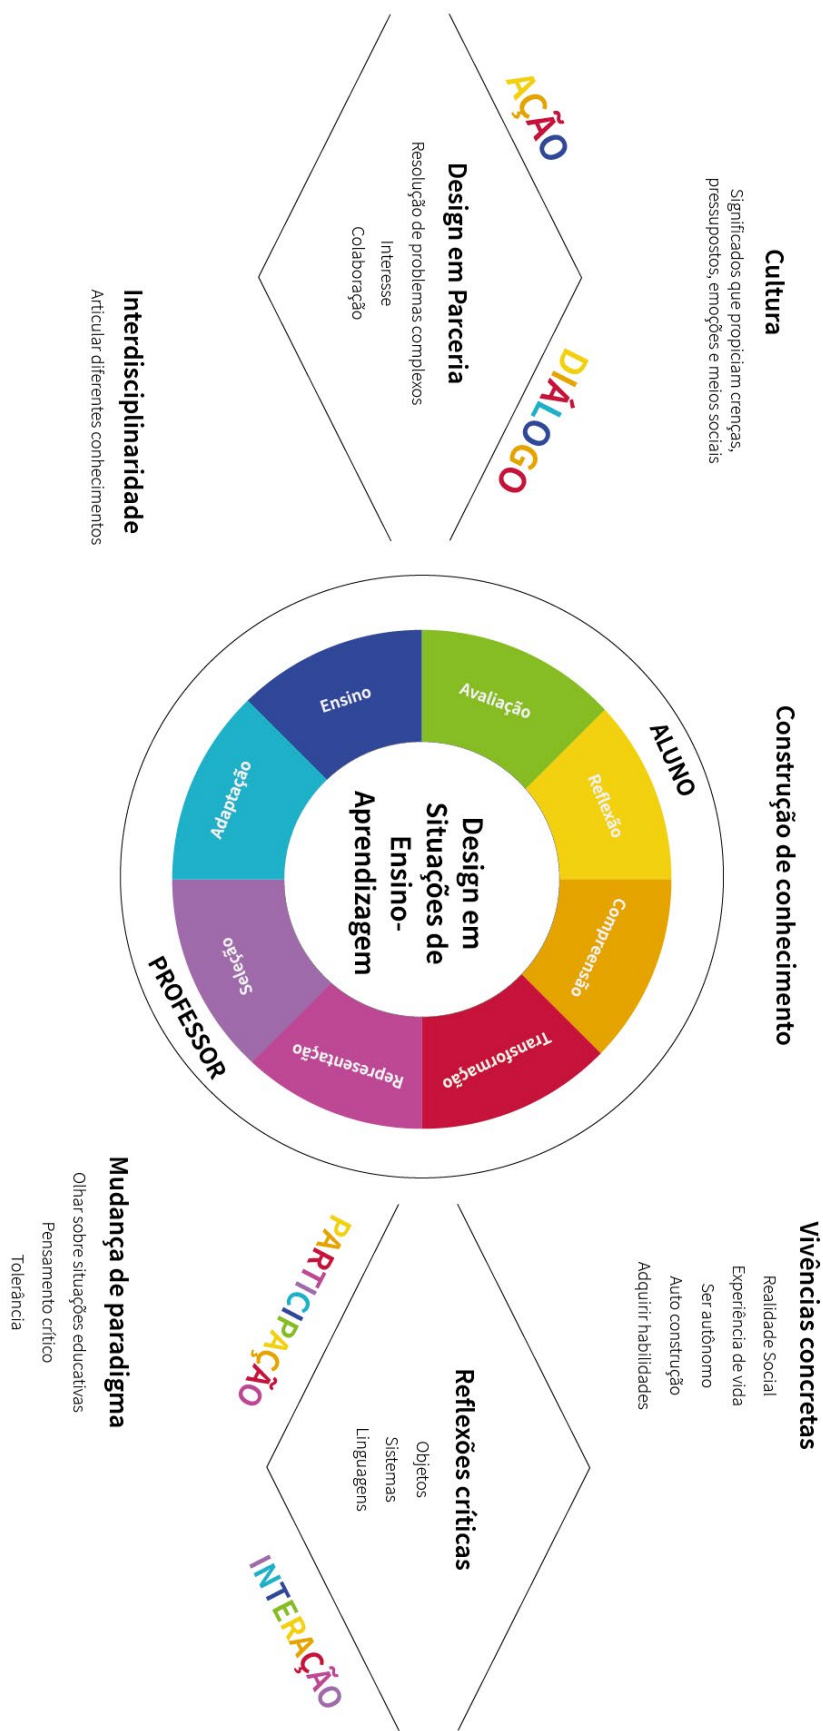 Cultura
Significados que propiciam crenças,
pressupostos, emoções e meios sociais
AÇÃO
DIÁLOGO
Design em Parceria
Resolução de problemas complexos
Interesse
Colaboração
Interdisciplinaridade
Articular diferentes conhecimentos
Construção de conhecimento
ALUNO
Avaliação
Reflexão
Compreensão
Transformação
Representação
Seleção
Adaptação
Ensino
Design em
Situações de
Ensino-
Aprendizagem
PROFESSOR
Vivências concretas
Realidade Social
Experiência de vida
Ser autônomo
Auto construção
Adquirir habilidades
Reflexões críticas
Objetos
Sistemas
Linguagens
PARTICIPAÇÃO
INTERAÇÃO
Mudança de paradigma
Olhar sobre situações educativas
Pensamento crítico
Tolerância